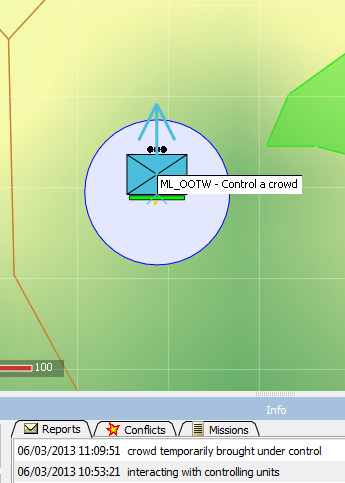 ML_OOTW - Control a crowd
100
Info
Reports Conflicts Missions
06/03/2013 11:09:51 crowd temporarily brought under control
06/03/2013 10:53:21 interacting with controlling units